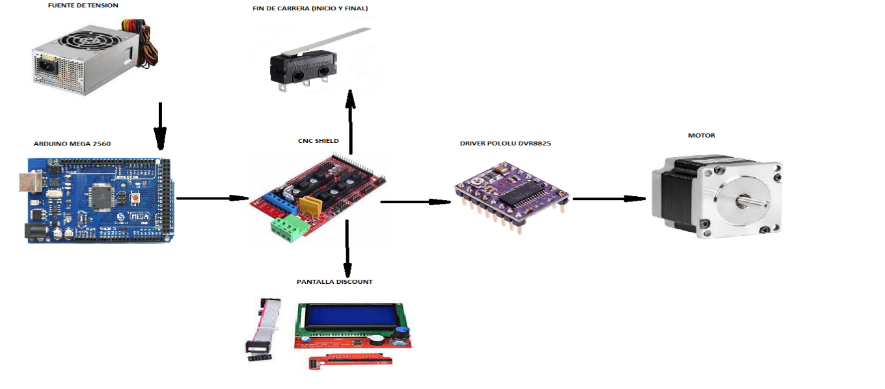 FUENTE DE TENSION
FIN DE CARRERA (INICIO Y FINAL)
ARDUINO MEGA 2560
CNC SHIELD
DRIVER POLOLU DVR8825
MOTOR
MEGA
PANTALLA DISCOUNT